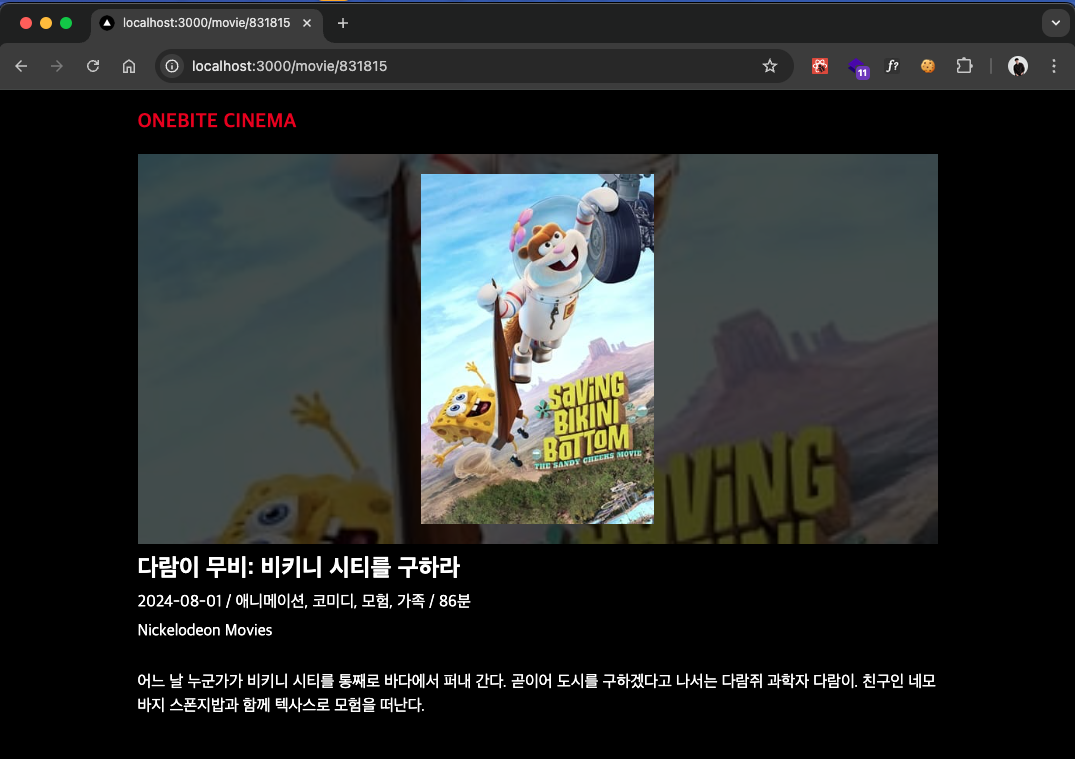 localhost:3000/movie/831815
localhost:3000/movie/831815
11
f?
ONEBITE CINEMA
SAVING
BIKINI
BOTTOM
THE SANDY CHEEKS MOVIE
SAVING
다람이 무비: 비키니 시티를 구하라
2024-08-01 / 애니메이션, 코미디, 모험, 가족 / 86분
Nickelodeon Movies
어느 날 누군가가 비키니 시티를 통째로 바다에서 퍼내 간다. 곧이어 도시를 구하겠다고 나서는 다람쥐 과학자 다람이. 친구인 네모
바지 스폰지밥과 함께 텍사스로 모험을 떠난다.